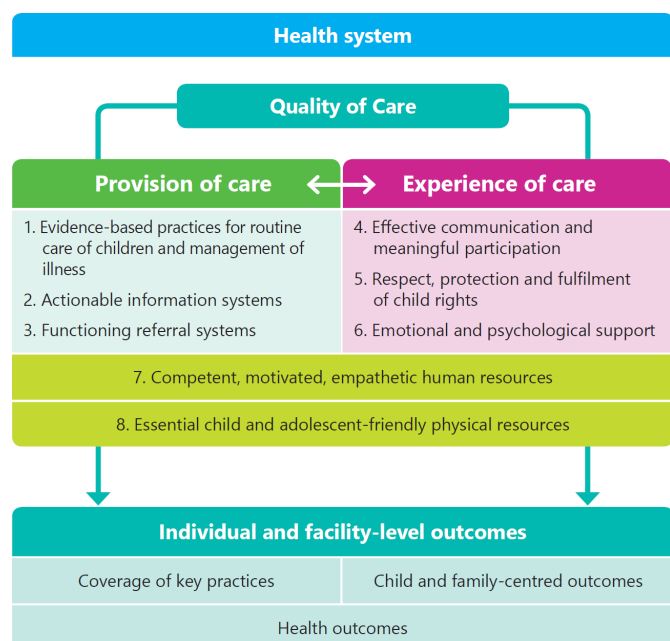 Health system
Quality of Care
Provision of care
Experience of care
1. Evidence-based practices for routine
care of children and management of
illness
2. Actionable information systems
3. Functioning referral systems
4. Effective communication and
meaningful participation
5. Respect, protection and fulfilment
of child rights
6. Emotional and psychological support
7. Competent, motivated, empathetic human resources
8. Essential child and adolescent-friendly physical resources
Individual and facility-level outcomes
Coverage of key practices
Child and family-centred outcomes
Health outcomes